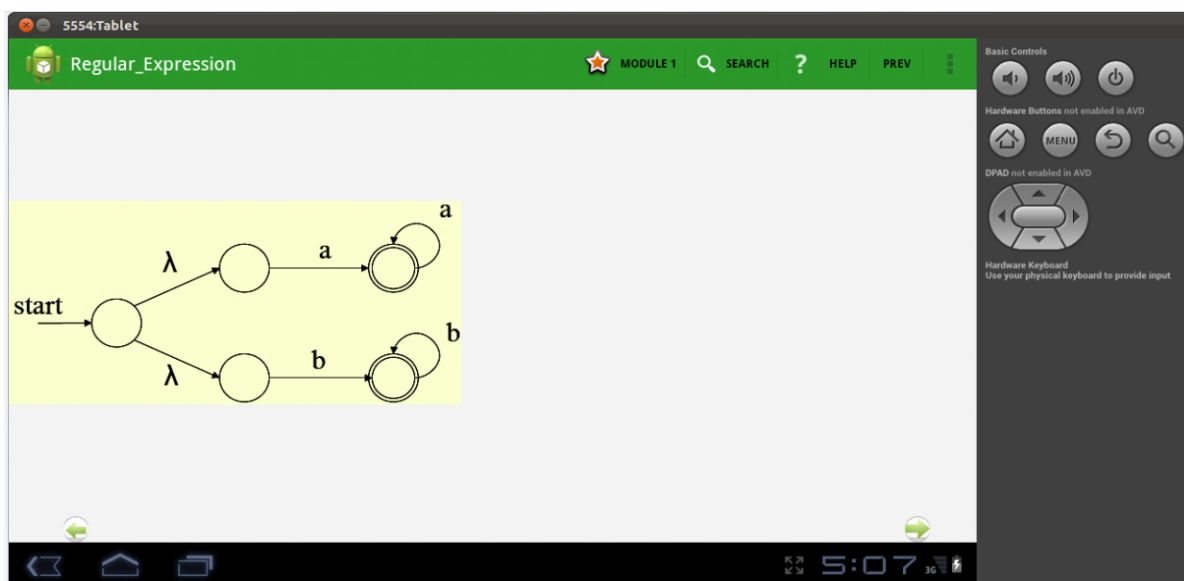 5554:Tablet
Regular_Expression
MODULE 1
SEARCH
? HELP
PREV
Basic Controls
Hardware Buttons not enabled in AVD
MENU
DPAD not enabled in AVD
Hardware Keyboard
Use your physical keyboard to provide input
a
λ
a
start
b
λ
b
5:07
3G